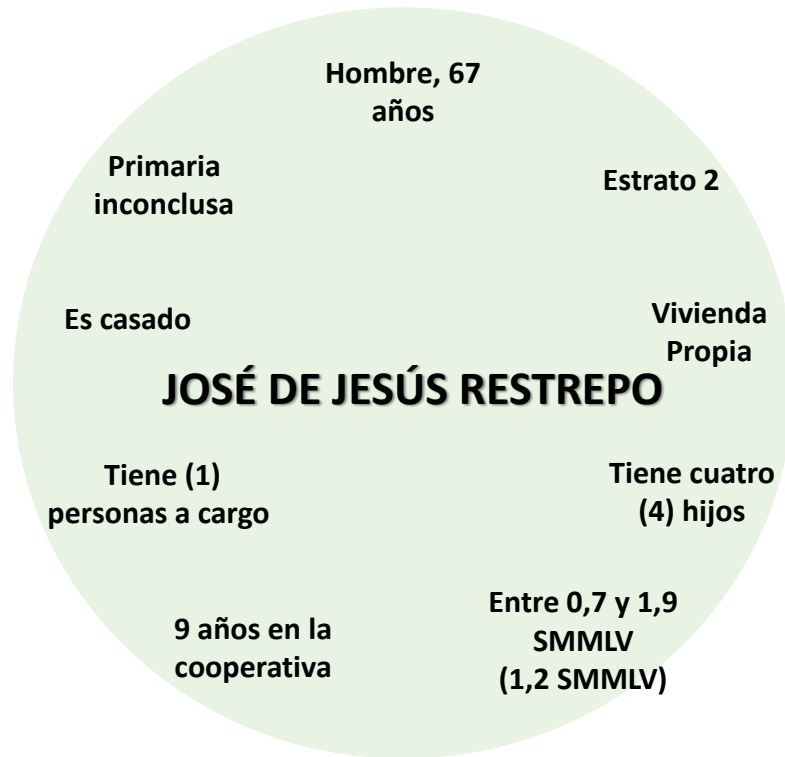 Hombre, 67
años
Primaria
inconclusa
Estrato 2
Es casado
Vivienda
Propia
JOSÉ DE JESÚS RESTREPO
Tiene (1)
personas a cargo
Tiene cuatro
(4) hijos
9 años en la
cooperativa
Entre 0,7 y 1,9
SMMLV
(1,2 SMMLV)